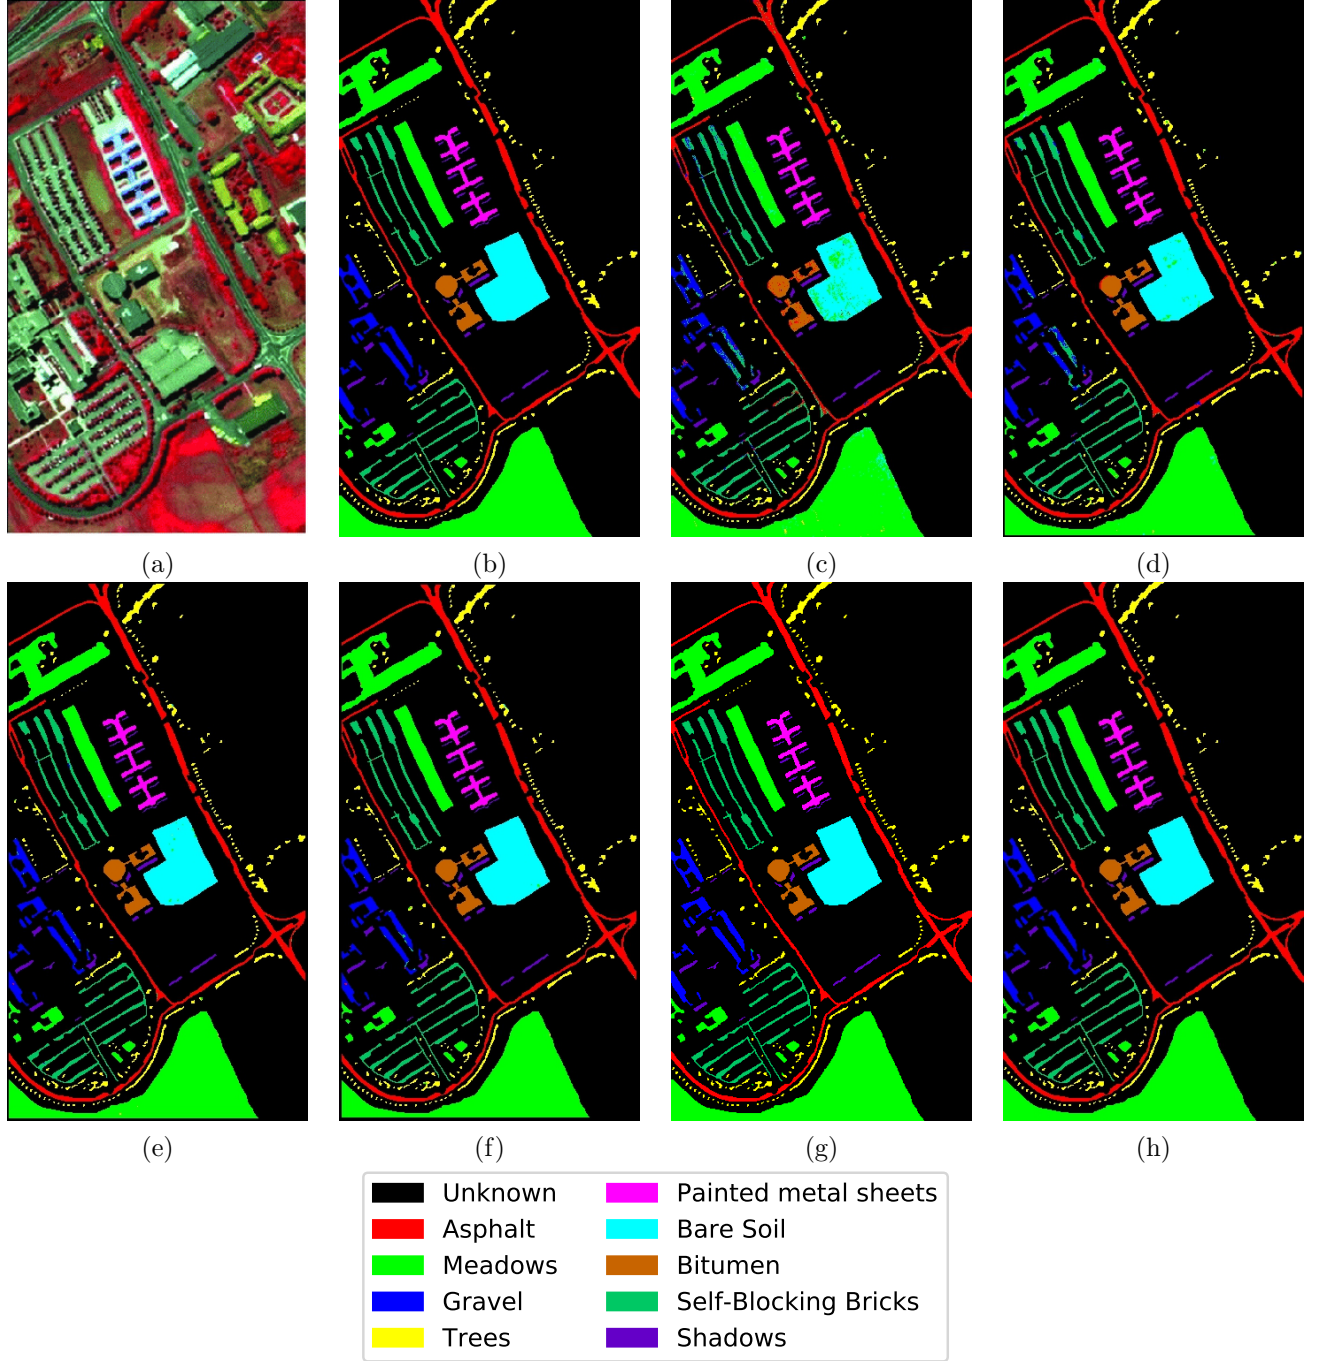 (a) (b) (c) (d)
(e) (f) (g) (h)
Unknown Painted metal sheets
Asphalt Bare Soil
Meadows Bitumen
Gravel Self-Blocking Bricks
Trees Shadows